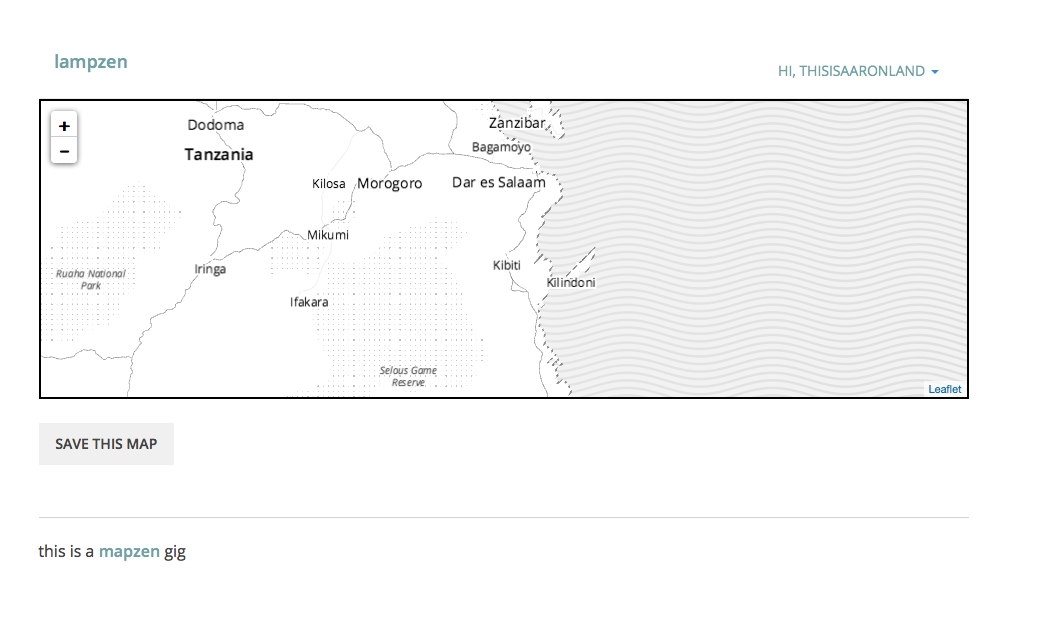 lampzen
HI, THISISAARONLAND
+
-
Dodoma
Zanzibar
Tanzania
Bagamoyo
Kilosa
Morogoro
Dar es Salaam
Mikumi
Iringa
Kibiti
Ruaha National
Park
Kilindoni
Ifakara
Selous Game
Reserve
Leaflet
SAVE THIS MAP
this is a mapzen gig